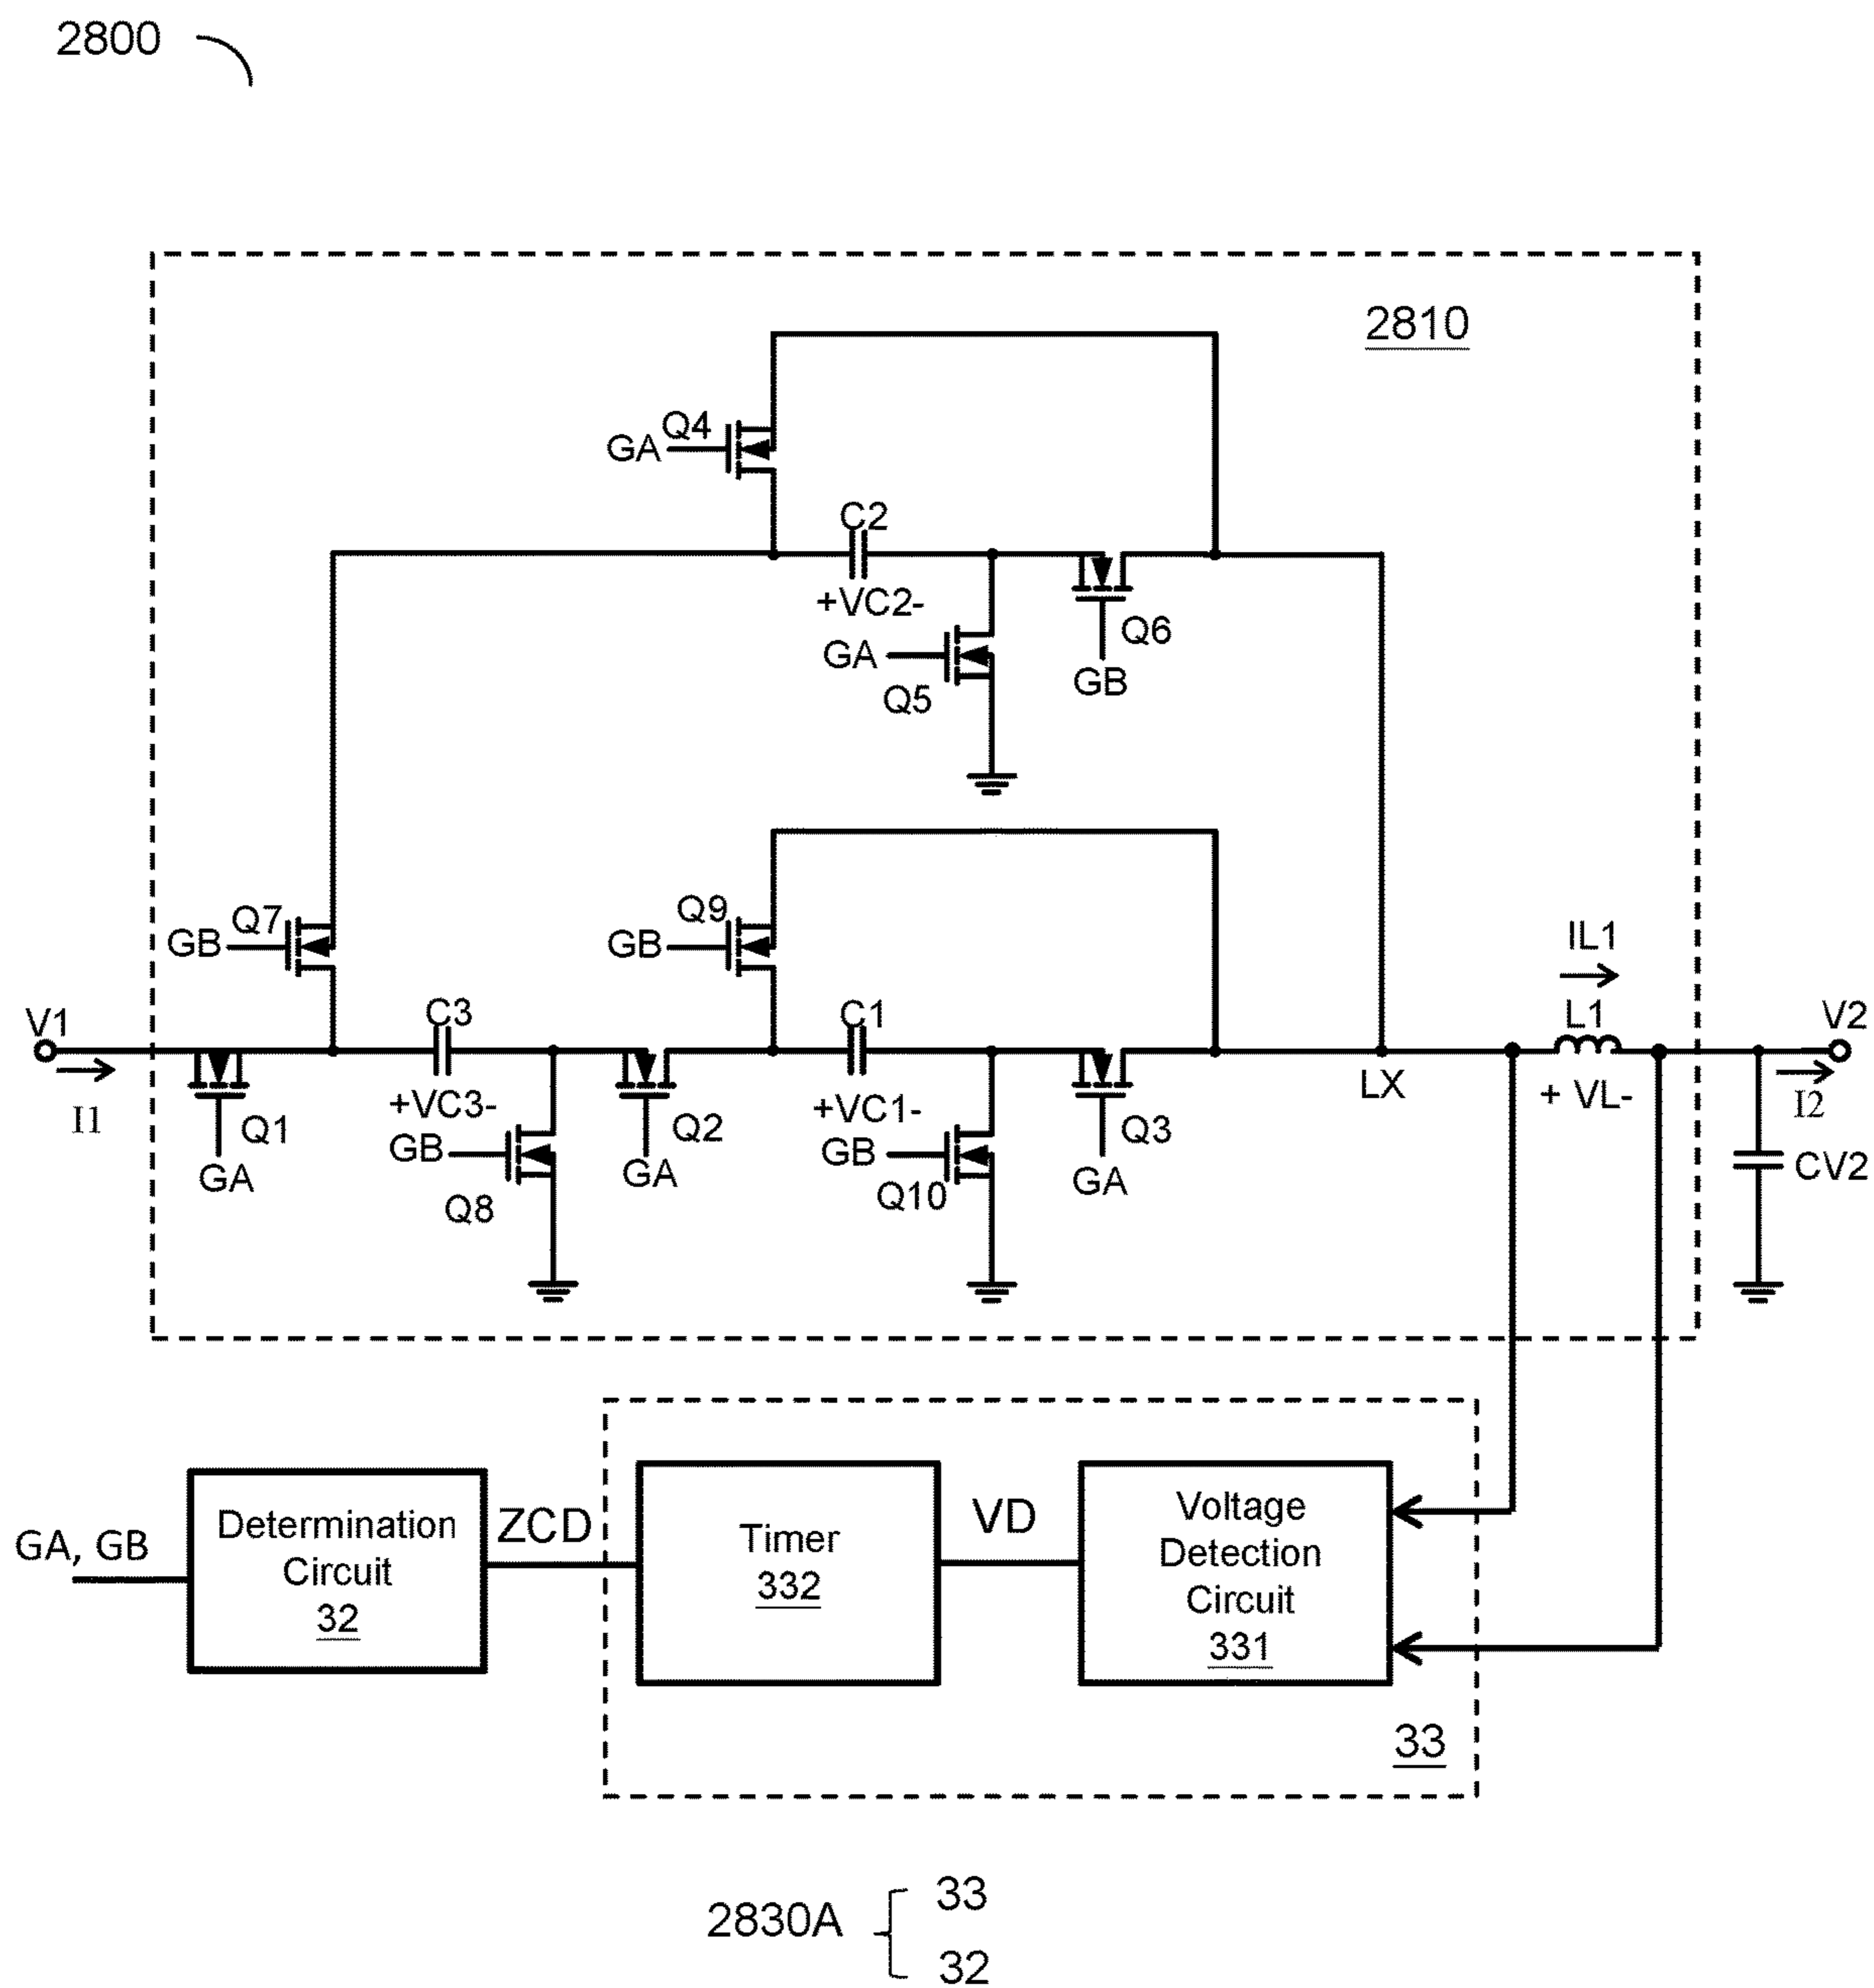 2800
2810
Q4
GA
C2
+VC2-
Q6
GA
GB
Q5
Q7
Q9
GB
GB
IL1
V1
C3
C1
L1
V2
+VC3-
+VC1-
LX
+ VL-
I1
Q1
GB
Q2
GB
Q3
I2
GA
GA
GA
CV2
Q8
Q10
GA, GB
Determination
Circuit
32
ZCD
Timer
332
VD
Voltage
Detection
Circuit
331
33
2830A
33
32